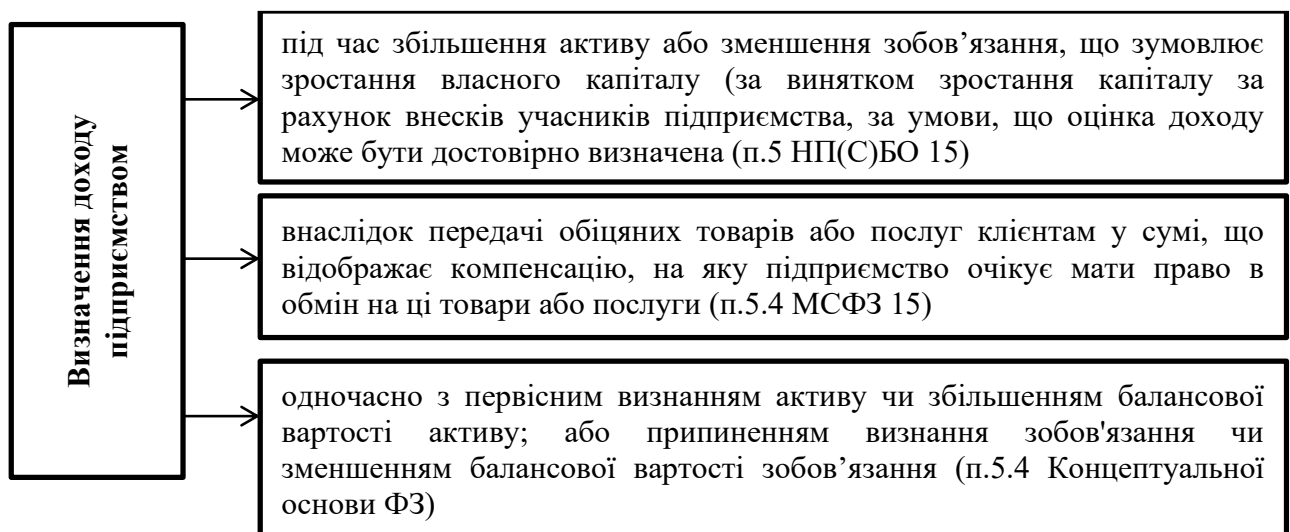 Визначення доходу
підприємством
під час збільшення активу або зменшення зобов’язання, що зумовлює
зростання власного капіталу (за винятком зростання капіталу за
рахунок внесків учасників підприємства, за умови, що оцінка доходу
може бути достовірно визначена (п.5 НП(С)БО 15)
внаслідок передачі обіцяних товарів або послуг клієнтам у сумі, що
відображає компенсацію, на яку підприємство очікує мати право в
обмін на ці товари або послуги (п.5.4 МСФЗ 15)
одночасно з первісним визнанням активу чи збільшенням балансової
вартості активу; або припиненням визнання зобов'язання чи
зменшенням балансової вартості зобов’язання (п.5.4 Концептуальної
основи ФЗ)